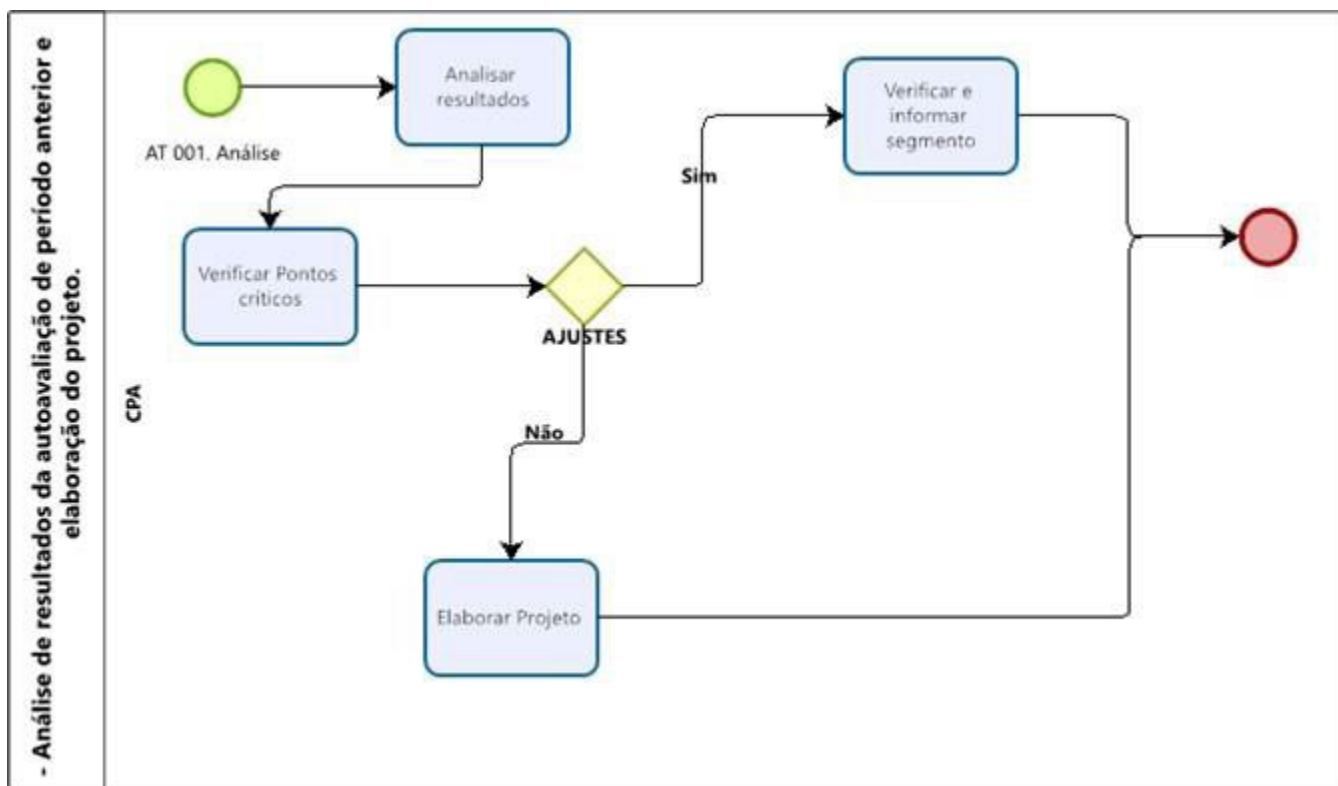 - Análise de resultados da autoavaliação de período anterior e
elaboração do projeto.
CPA
AT 001. Análise
Analisar
resultados
Verificar Pontos
críticos
AJUSTES
Sim
Verificar e
informar
segmento
Não
Elaborar Projeto